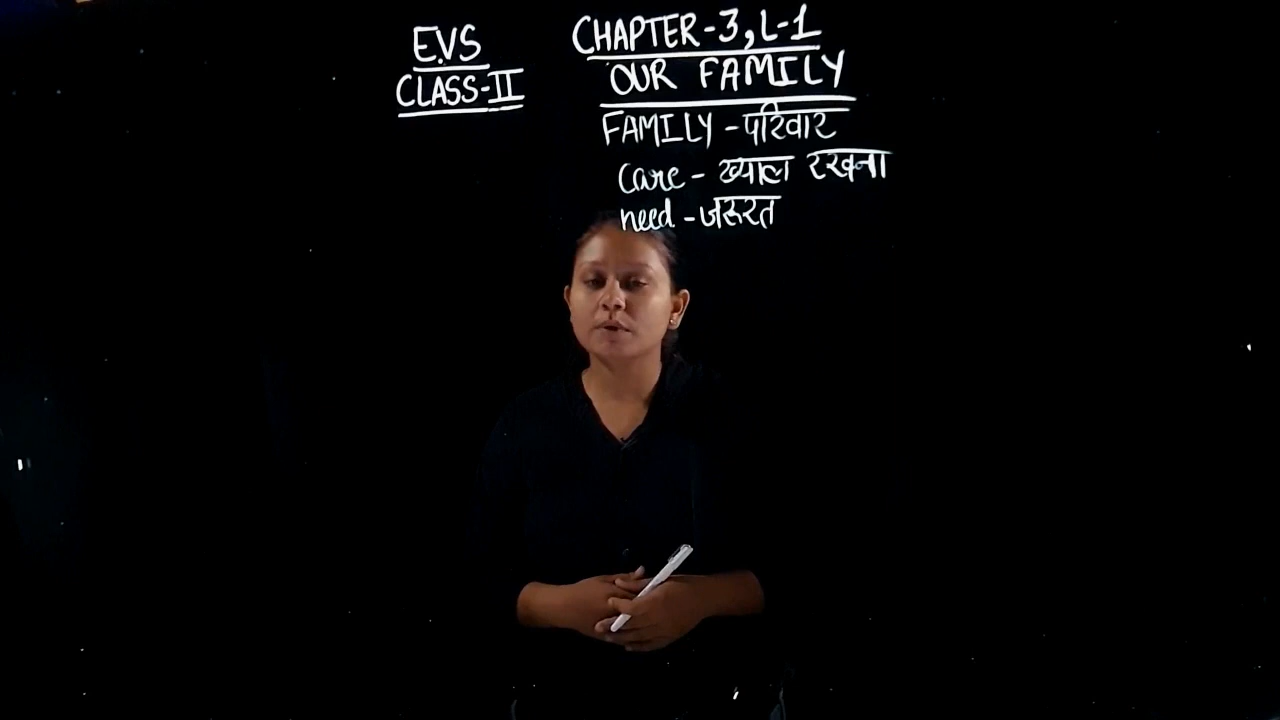 E.V.S
CLASS-II
CHAPTER-3, L-1
OUR FAMILY
FAMILY - परिवार
care - ख्याल रखना
need - जरूरत